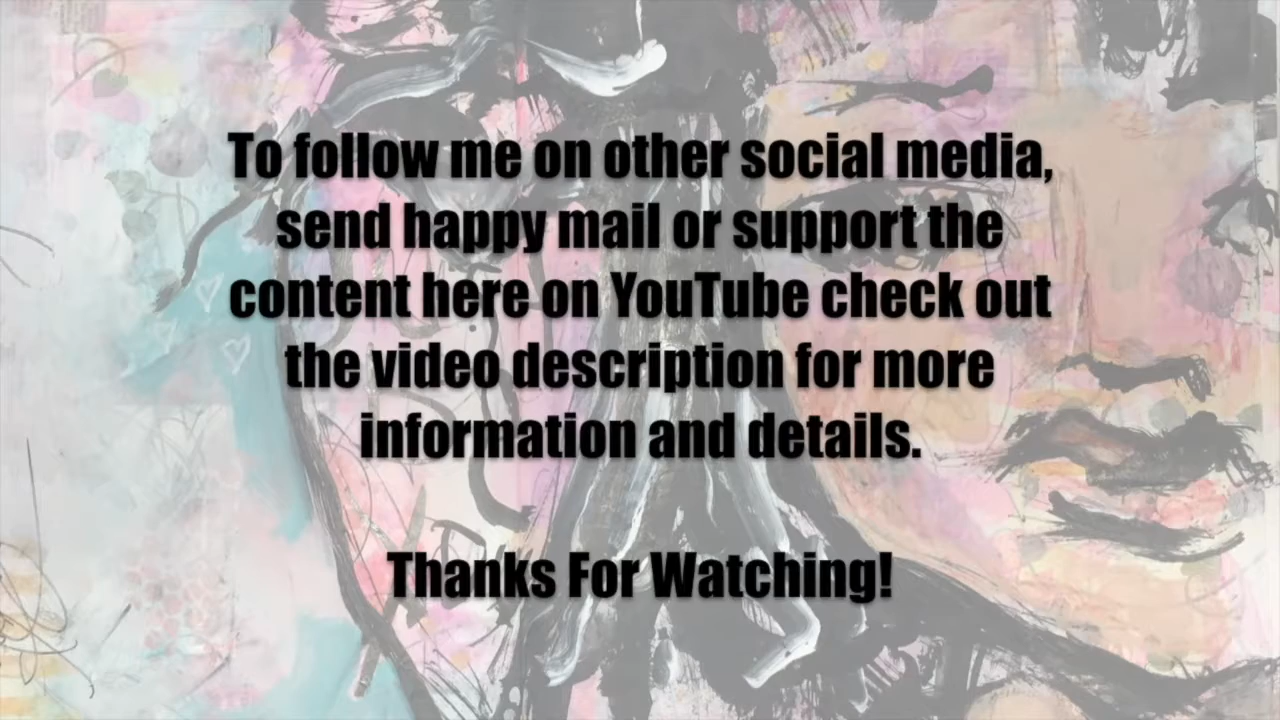 To follow me on other social media,
send happy mail or support the
content here on YouTube check out
the video description for more
information and details.
Thanks For Watching!